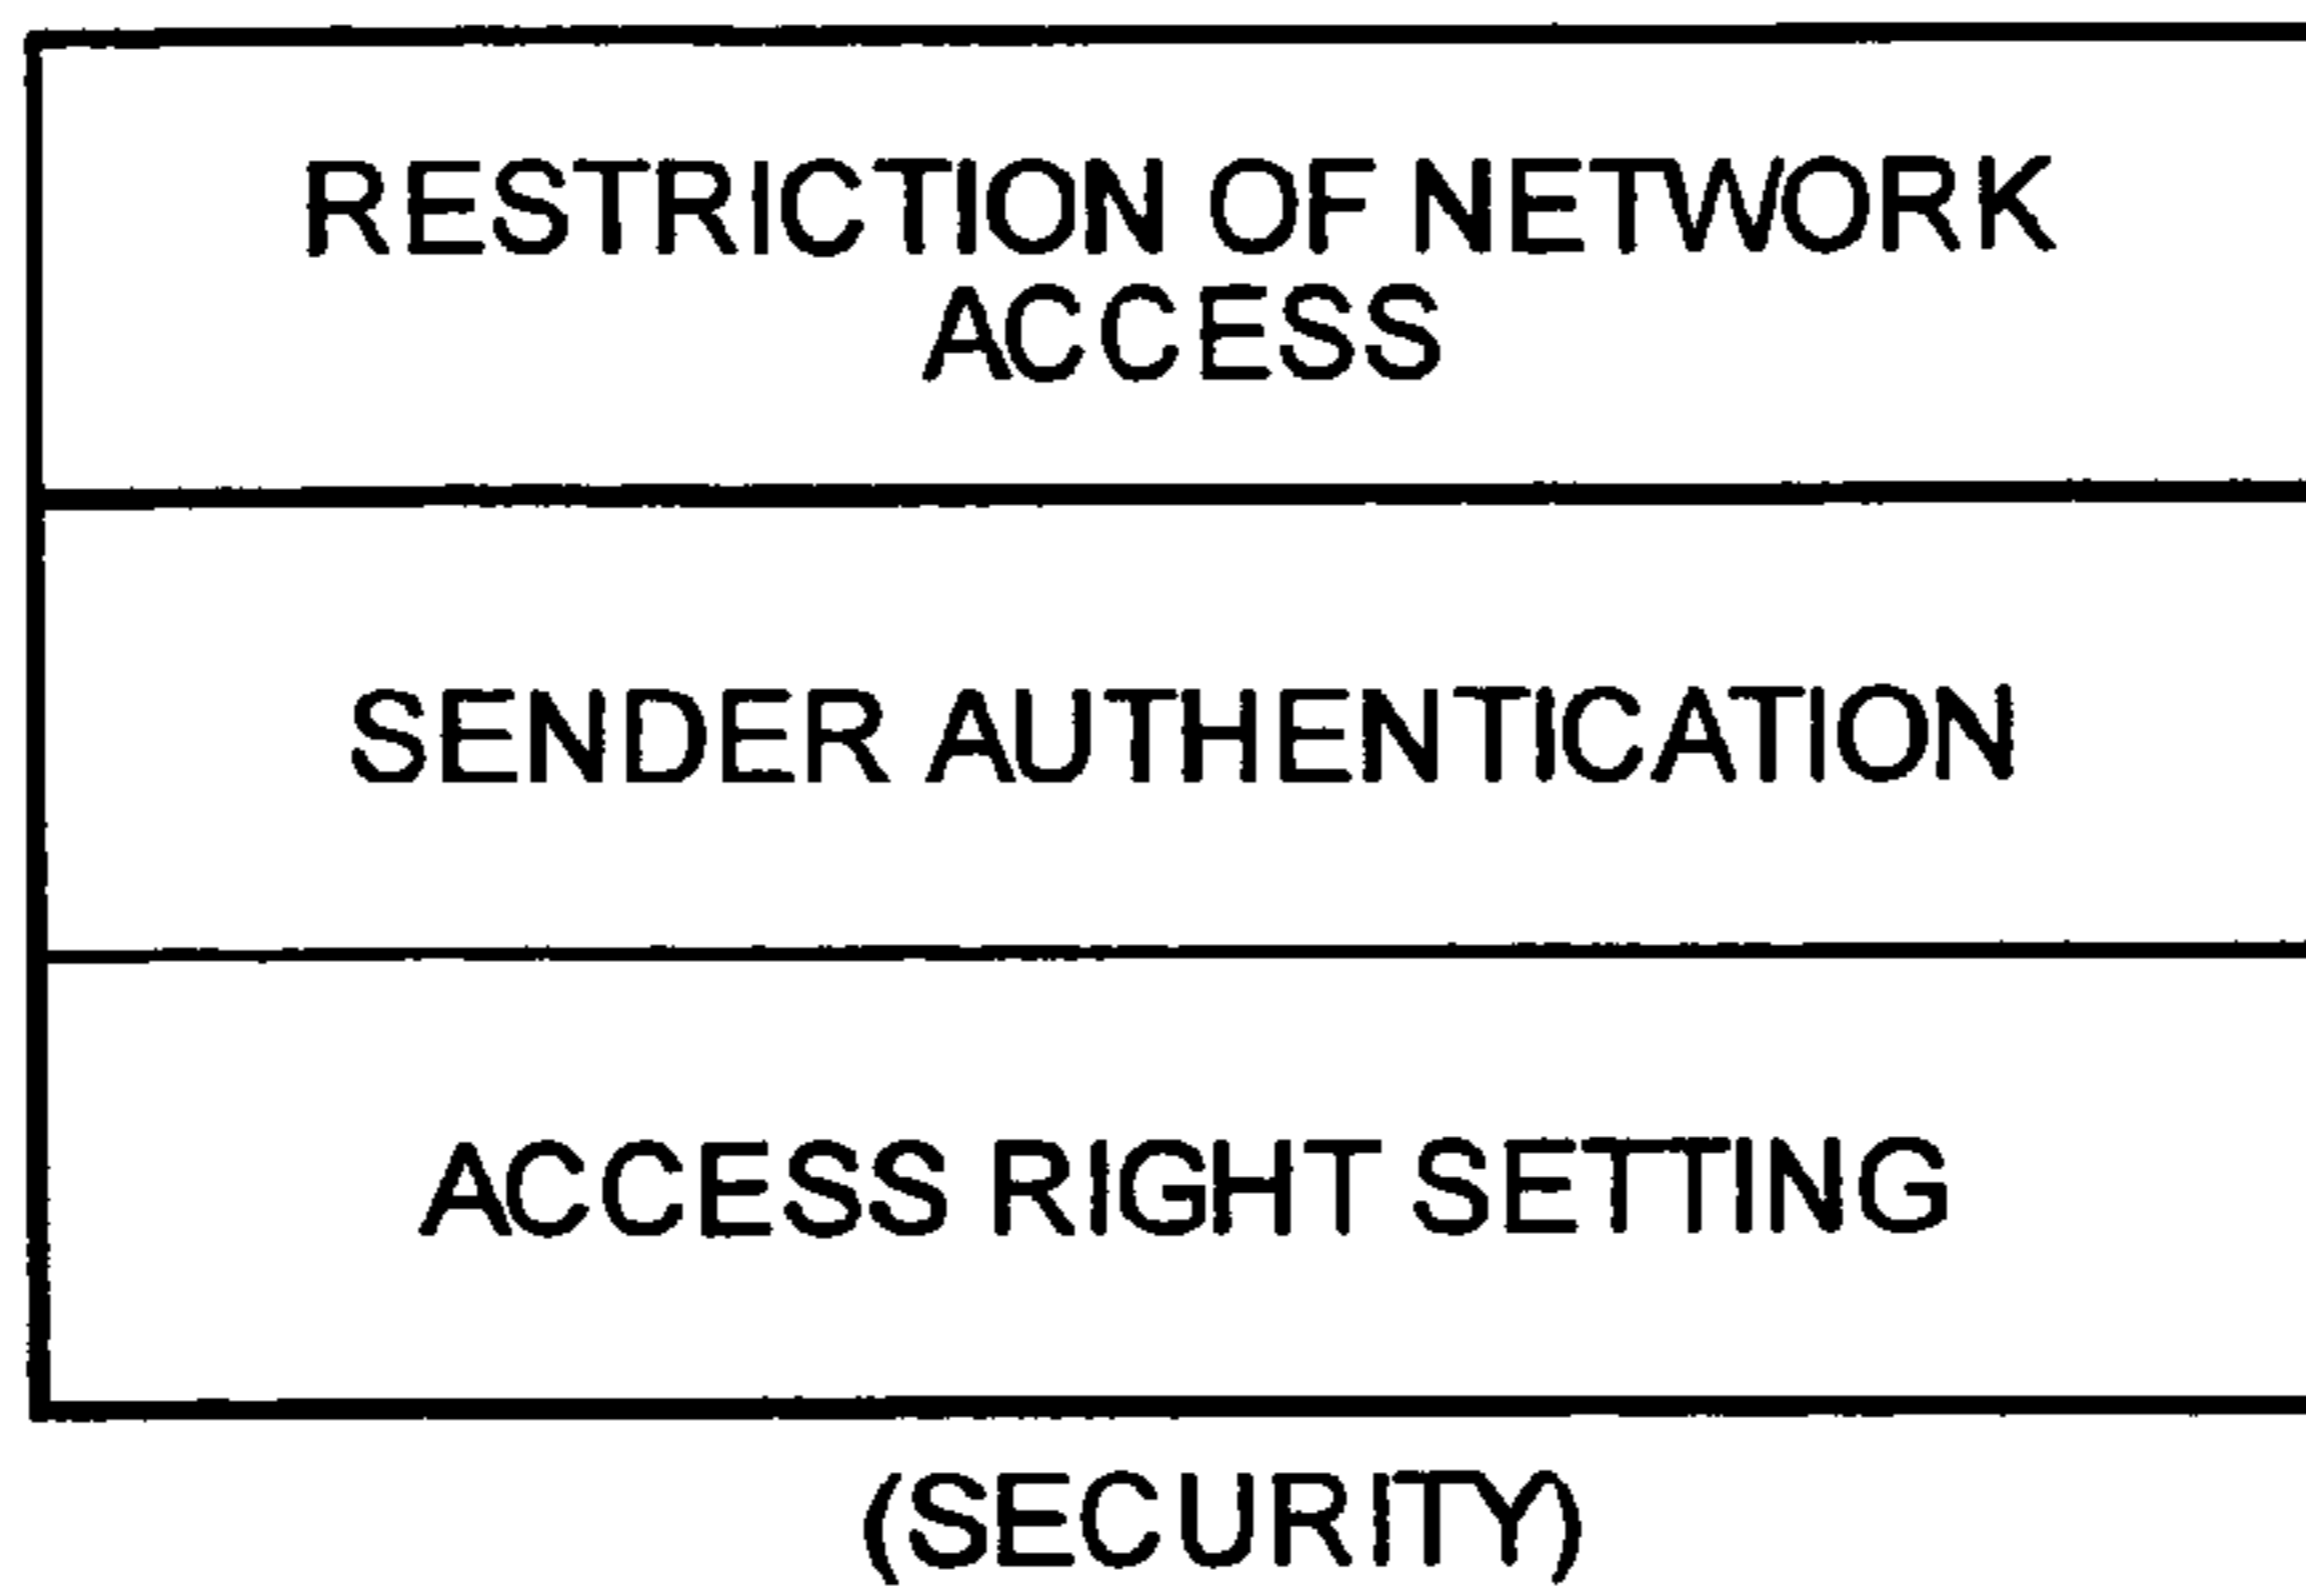 RESTRICTION OF NETWORK
ACCESS
SENDER AUTHENTICATION
ACCESS RIGHT SETTING
(SECURITY)